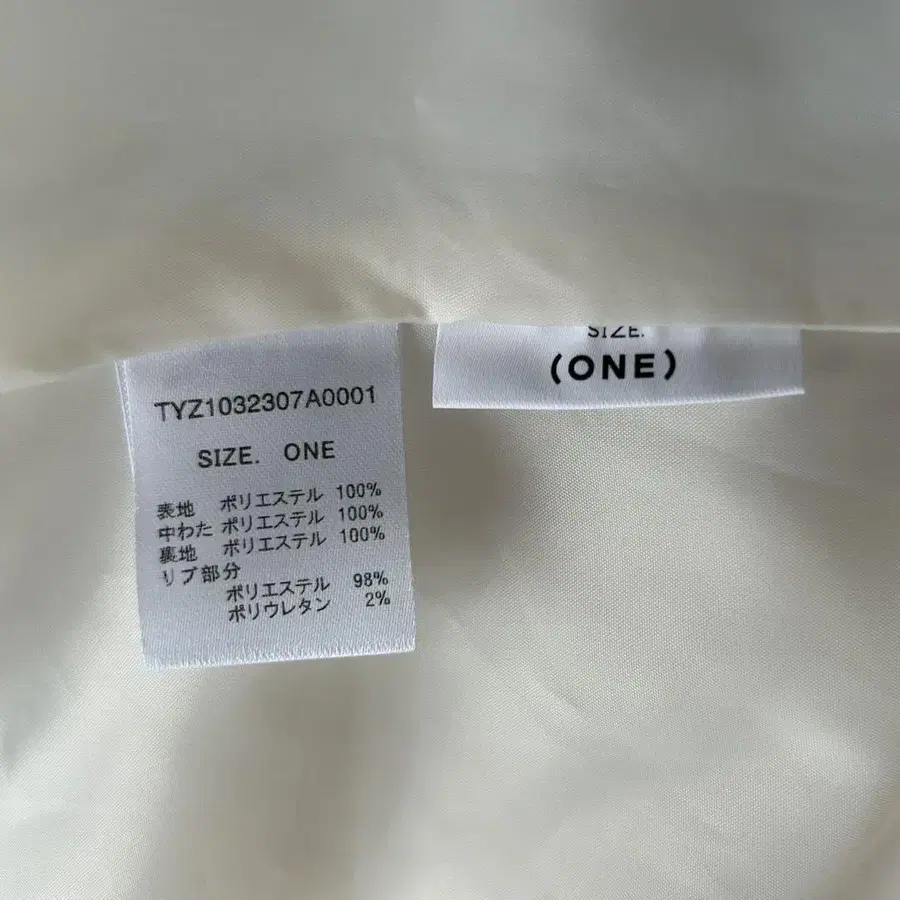 TYZ1032307A0001
SIZE. ONE
表地 ポリエステル 100%
中わた ポリエステル 100%
裏地 ポリエステル 100%
リブ部分
ポリエステル 98%
ポリウレタン 2%
SIZE.
(ONE)